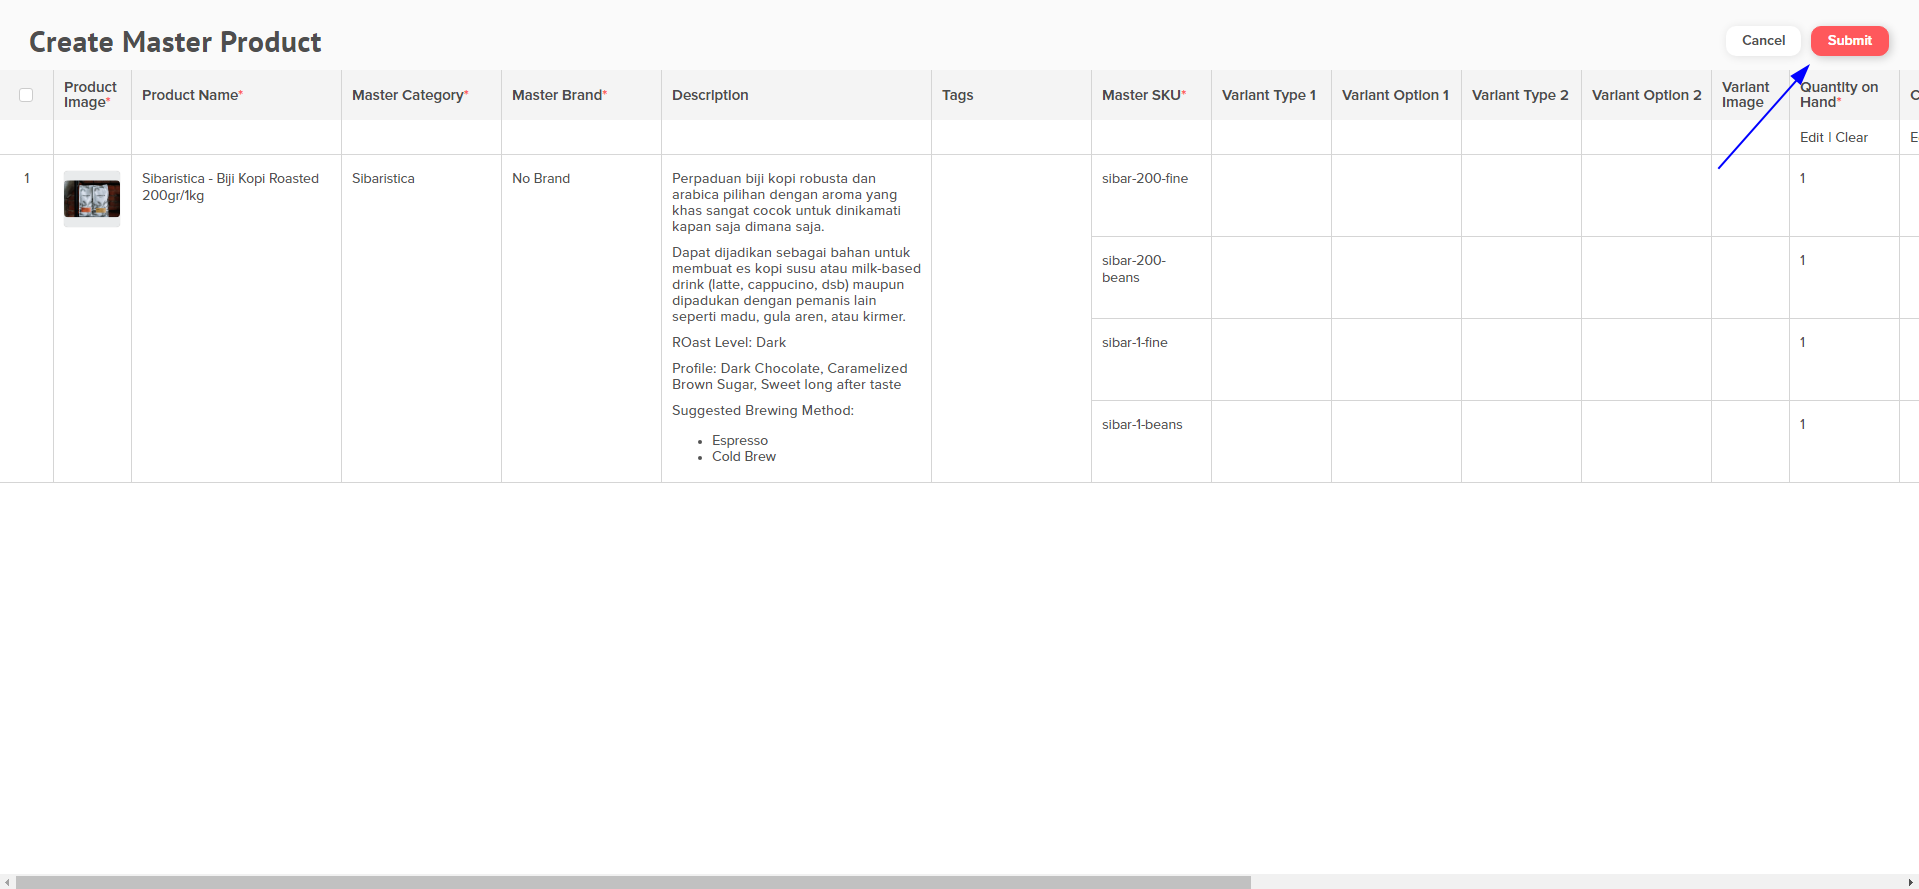 Create Master Product
Cancel
Submit
Product
Image*
Product Name*
Master Category*
Master Brand*
Description
Tags
Master SKU*
Variant Type 1
Variant Option 1
Variant Type 2
Variant Option 2
Variant
Image
Quantity on
Hand*
Edit | Clear
1
Sibaristica - Biji Kopi Roasted
200gr/1kg
Sibaristica
No Brand
Perpaduan biji kopi robusta dan
arabica pilihan dengan aroma yang
khas sangat cocok untuk dinikamati
kapan saja dimana saja.
Dapat dijadikan sebagai bahan untuk
membuat es kopi susu atau milk-based
drink (latte, cappucino, dsb) maupun
dipadukan dengan pemanis lain
seperti madu, gula aren, atau kirmer.
ROast Level: Dark
Profile: Dark Chocolate, Caramelized
Brown Sugar, Sweet long after taste
Suggested Brewing Method:
• Espresso
• Cold Brew
sibar-200-fine
1
sibar-200-
beans
1
sibar-1-fine
1
sibar-1-beans
1